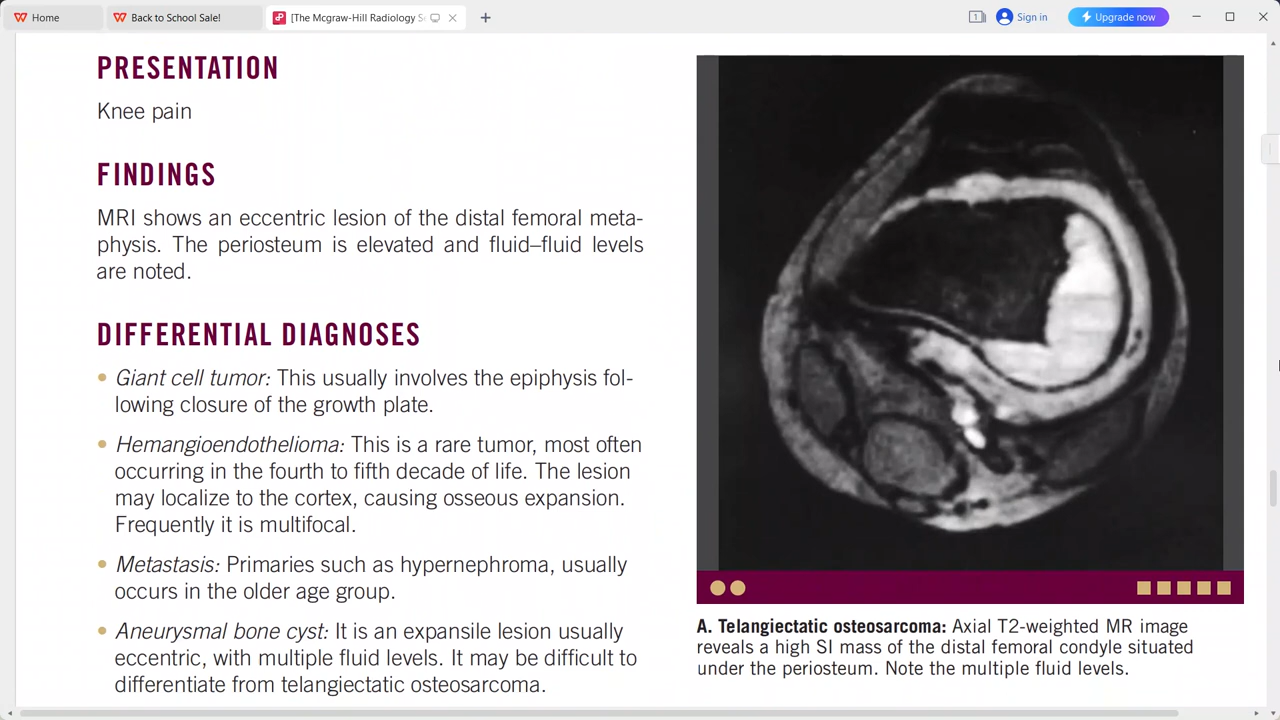 Home
Back to School Sale!
[The Mcgraw-Hill Radiology S
1
Sign in
Upgrade now
PRESENTATION
Knee pain
FINDINGS
MRI shows an eccentric lesion of the distal femoral meta-
physis. The periosteum is elevated and fluid–fluid levels
are noted.
DIFFERENTIAL DIAGNOSES
• Giant cell tumor: This usually involves the epiphysis fol-
lowing closure of the growth plate.
• Hemangioendothelioma: This is a rare tumor, most often
occurring in the fourth to fifth decade of life. The lesion
may localize to the cortex, causing osseous expansion.
Frequently it is multifocal.
• Metastasis: Primaries such as hypernephroma, usually
occurs in the older age group.
• Aneurysmal bone cyst: It is an expansile lesion usually
eccentric, with multiple fluid levels. It may be difficult to
differentiate from telangiectatic osteosarcoma.
A. Telangiectatic osteosarcoma: Axial T2-weighted MR image
reveals a high SI mass of the distal femoral condyle situated
under the periosteum. Note the multiple fluid levels.